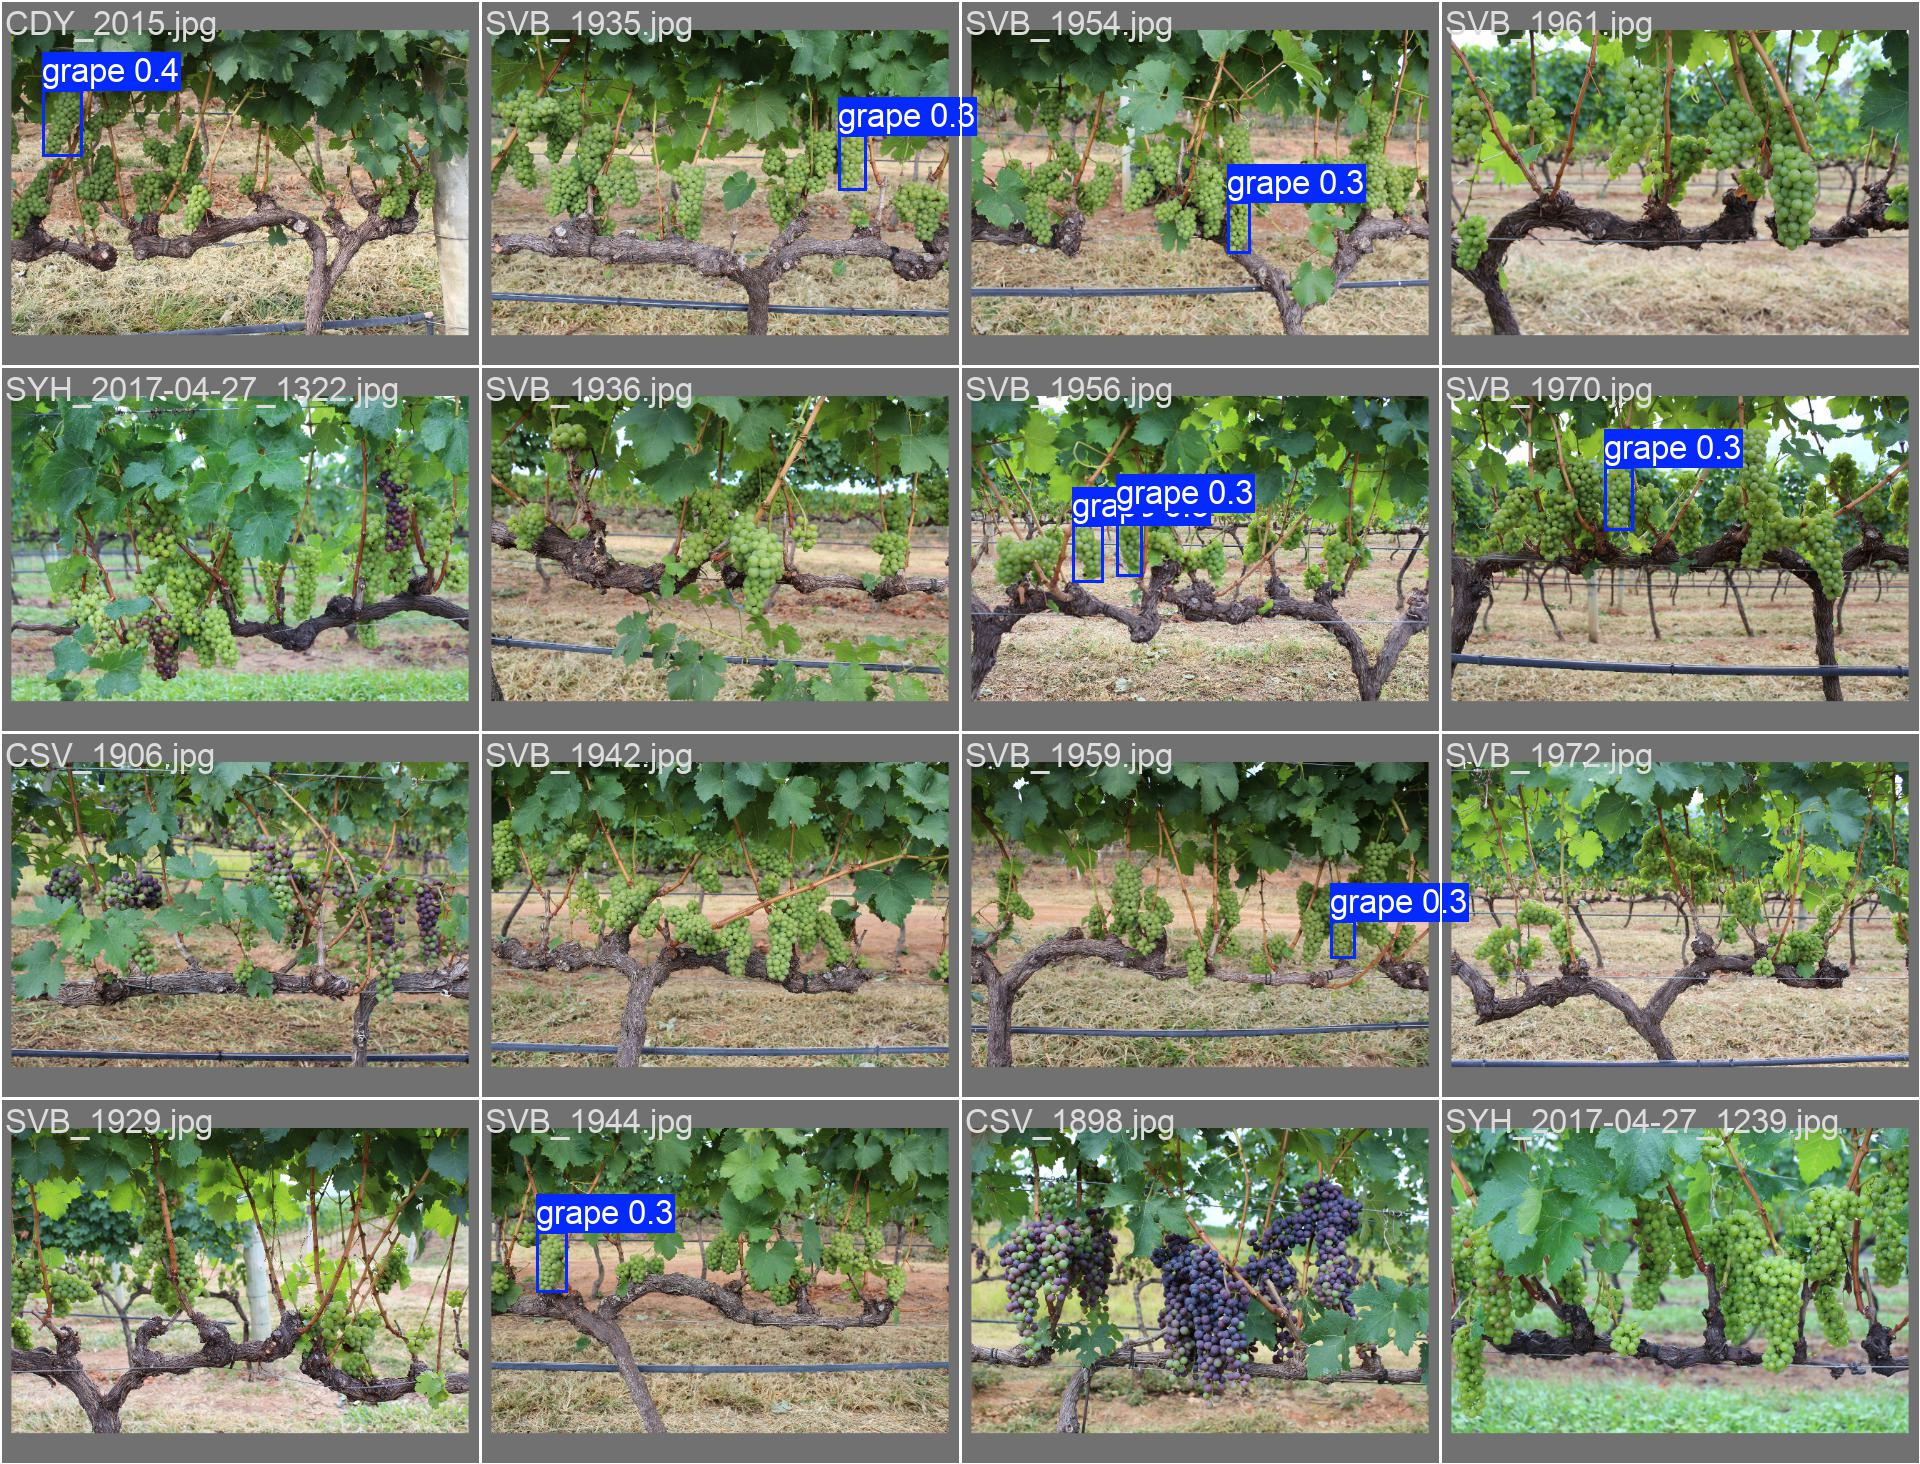 CDY_2015.jpg
grape 0.4
SVB_1935.jpg
grape 0.3
SVB_1954.jpg
grape 0.3
SVB_1961.jpg
SYH_2017-04-27_1322.jpg
SVB_1936.jpg
SVB_1956.jpg
grape 0.3
SVB_1970.jpg
grape 0.3
CSV_1906.jpg
SVB_1942.jpg
SVB_1959.jpg
grape 0.3
SVB_1972.jpg
SVB_1929.jpg
SVB_1944.jpg
grape 0.3
CSV_1898.jpg
SYH_2017-04-27_1239.jpg